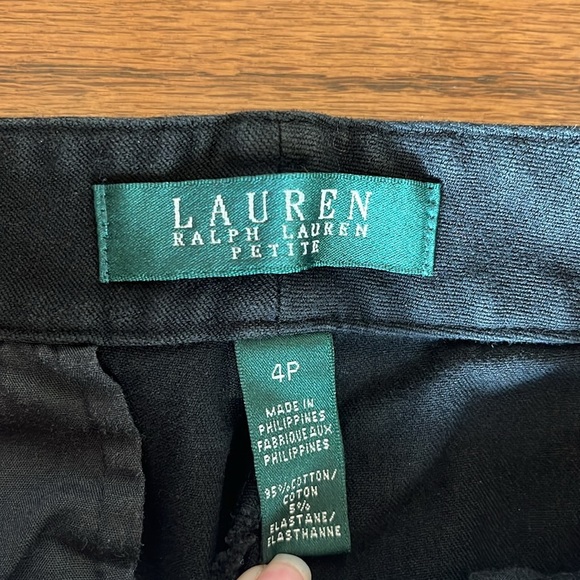 LAUREN
RALPH LAUREN
PETITE
4P
MADE IN
PHILIPPINES
FABRIQUE AUX
PHILIPPINES
95% COTTON/
COTON
5%
ELASTANE/
ELASTHANNE